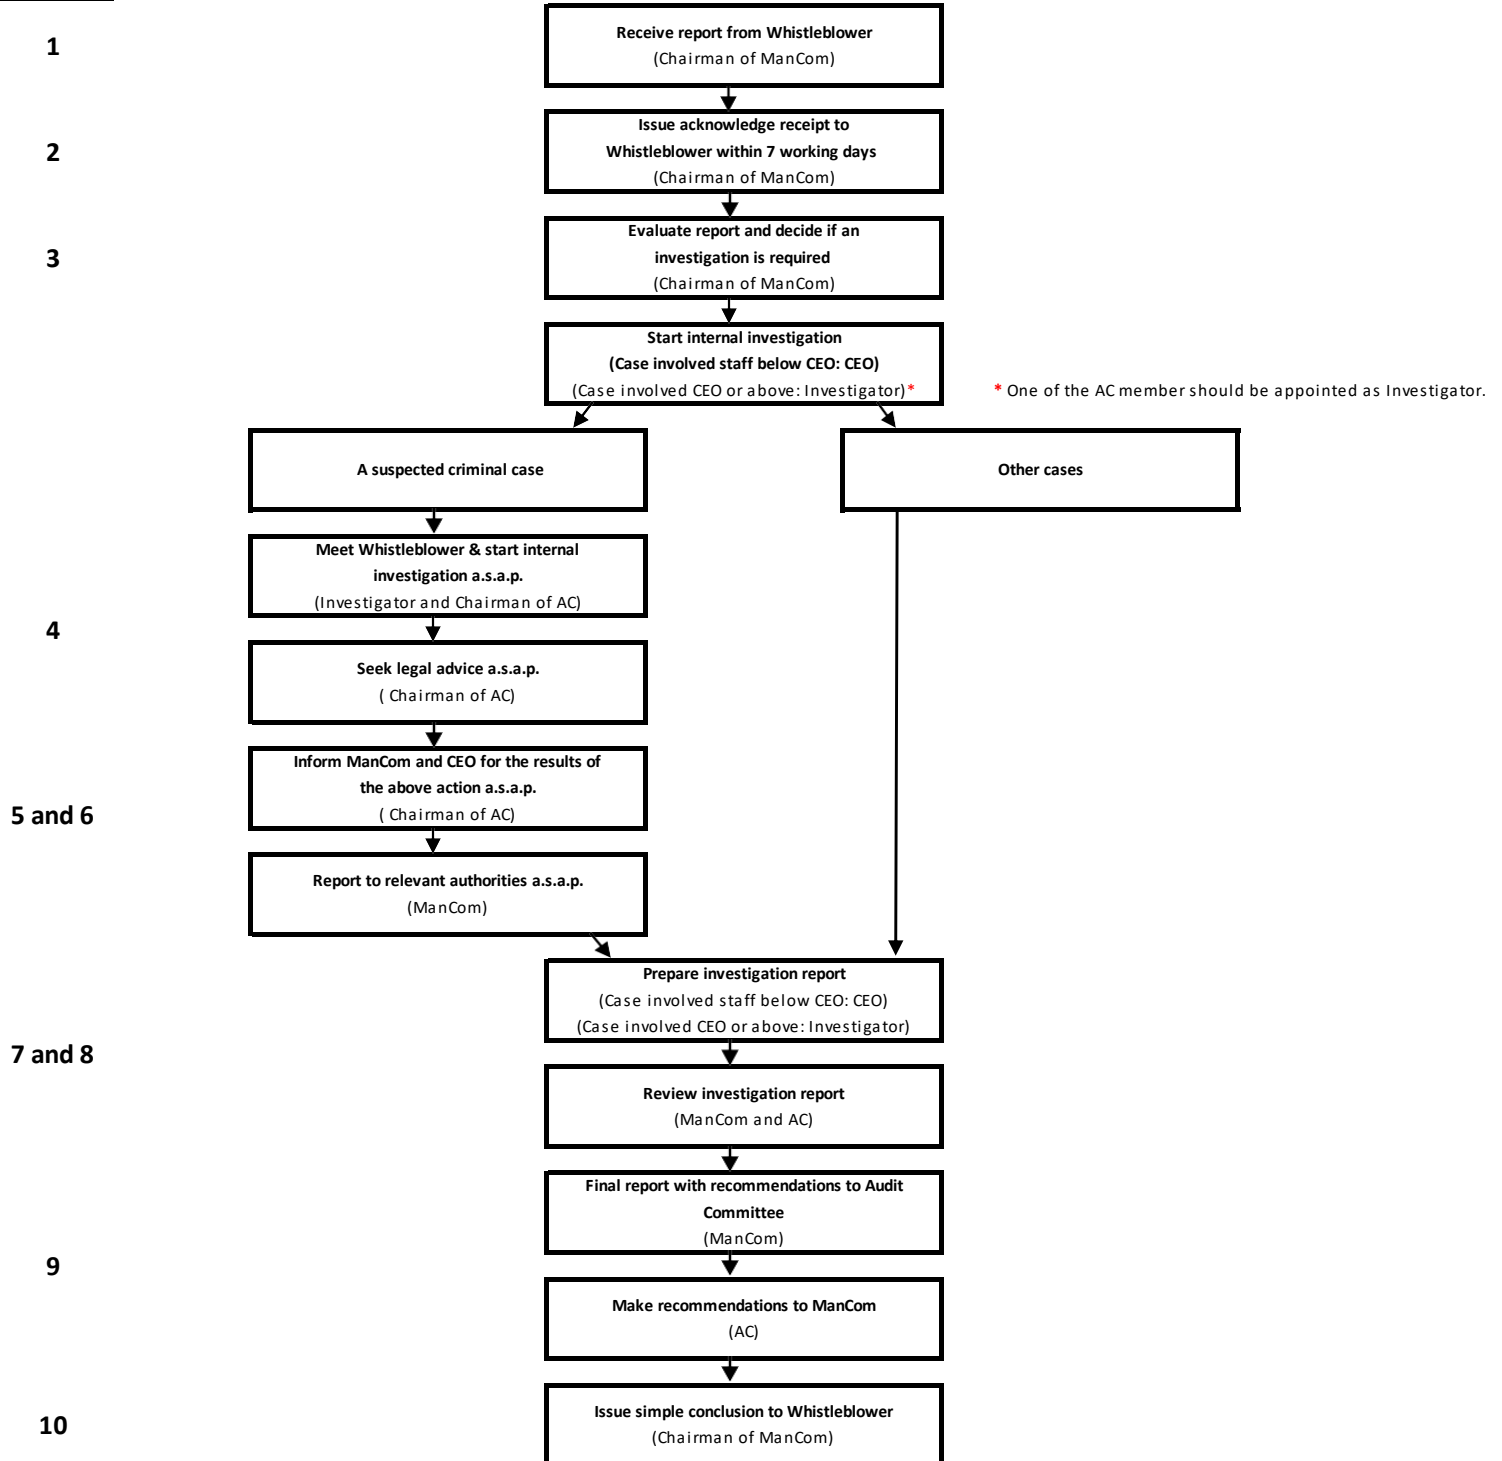 1
Receive report from Whistleblower
(Chairman of ManCom)
2
Issue acknowledge receipt to
Whistleblower within 7 working days
(Chairman of ManCom)
3
Evaluate report and decide if an
investigation is required
(Chairman of ManCom)
Start internal investigation
(Case involved staff below CEO: CEO)
(Case involved CEO or above: Investigator)*
* One of the AC member should be appointed as Investigator.
A suspected criminal case
Other cases
4
Meet Whistleblower & start internal
investigation a.s.a.p.
(Investigator and Chairman of AC)
Seek legal advice a.s.a.p.
( Chairman of AC)
5 and 6
Inform ManCom and CEO for the results of
the above action a.s.a.p.
( Chairman of AC)
Report to relevant authorities a.s.a.p.
(ManCom)
7 and 8
Prepare investigation report
(Case involved staff below CEO: CEO)
(Case involved CEO or above: Investigator)
Review investigation report
(ManCom and AC)
9
Final report with recommendations to Audit
Committee
(ManCom)
Make recommendations to ManCom
(AC)
10
Issue simple conclusion to Whistleblower
(Chairman of ManCom)